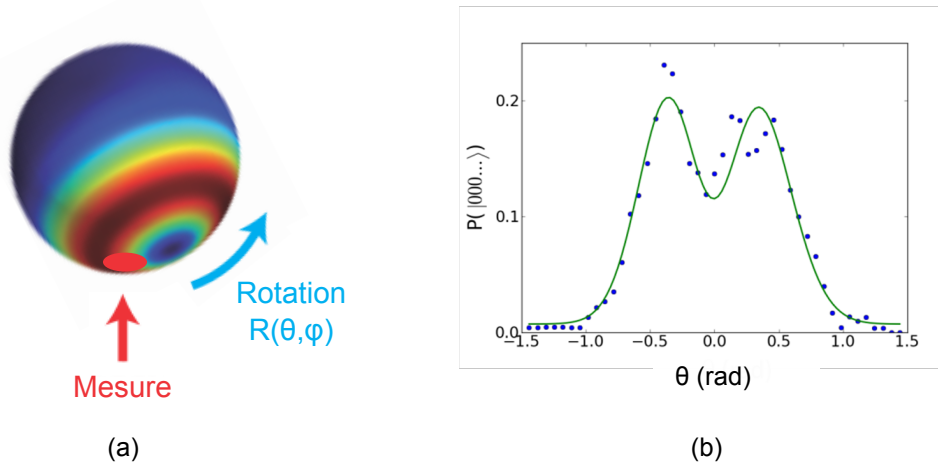 Rotation
R(θ,φ)
Mesure
(a)
P( |000...⟩)
0.2
0.1
0.0
−1.5
−1.0
−0.5
0.0
0.5
1.0
1.5
θ (rad)
(b)